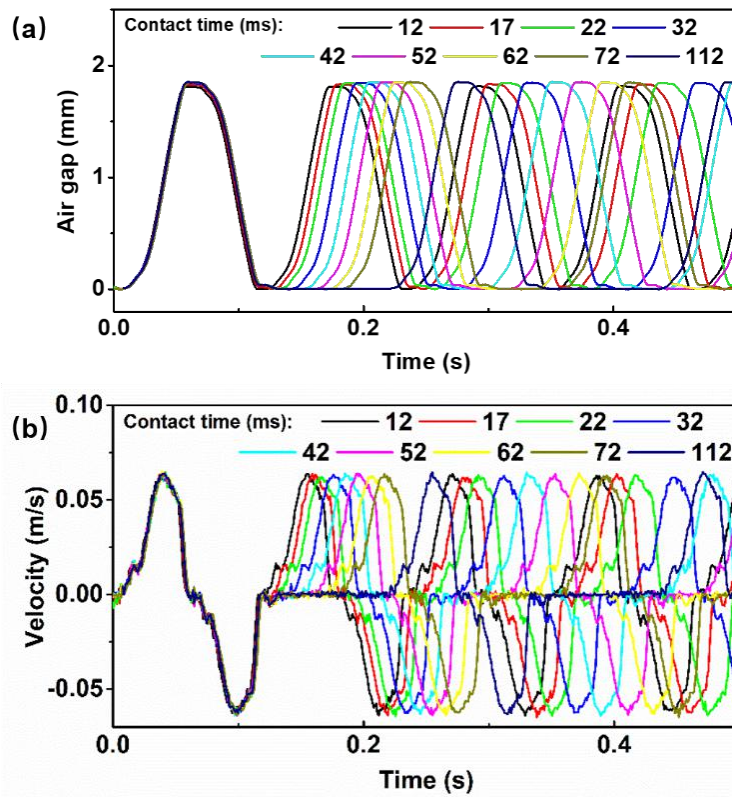 (a)
Contact time (ms): 12 17 22 32
42 52 62 72 112
2
1
0
Air gap (mm)
0.0 0.2 0.4
Time (s)
(b)
0.10
Contact time (ms): 12 17 22 32
42 52 62 72 112
0.05
0.00
-0.05
Velocity (m/s)
0.0 0.2 0.4
Time (s)